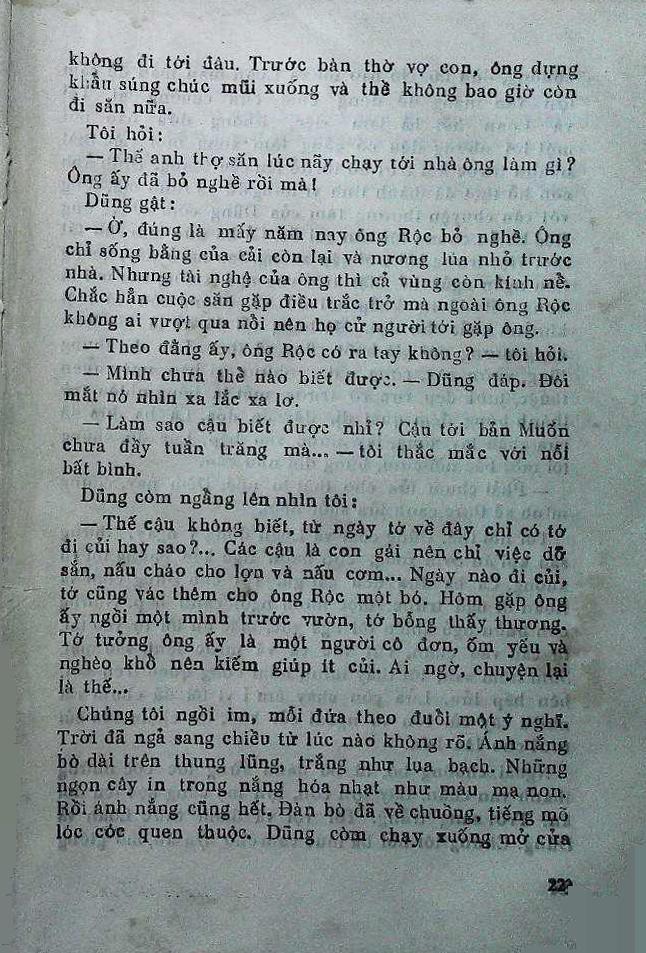 không đi tới đâu. Trước bàn thờ vợ con, ông dựng
khẩu súng chúc mũi xuống và thề không bao giờ còn
đi săn nữa.
Tôi hỏi:
— Thế anh thợ săn lúc nãy chạy tới nhà ông làm gì?
Ông ấy đã bỏ nghề rồi mà!
Dũng gật:
— Ờ, đúng là mấy năm nay ông Rộc bỏ nghề. Ông
chỉ sống bằng của cải còn lại và nương lúa nhỏ trước
nhà. Nhưng tài nghệ của ông thì cả vùng còn kính nề.
Chắc hẳn cuộc săn gặp điều trắc trở mà ngoài ông Rộc
không ai vượt qua nồi nên họ cử người tới gặp ông.
— Theo đằng ấy, ông Rộc có ra tay không? — tôi hỏi.
— Mình chưa thể nào biết được. — Dũng đáp. Đôi
mắt nó nhìn xa lắc xa lơ.
— Làm sao cậu biết được nhỉ? Cậu tới bản Muồn
chưa đầy tuần trăng mà... — tôi thắc mắc với nỗi
bất bình.
Dũng còm ngẩng lên nhìn tôi:
— Thế cậu không biết, từ ngày tớ về đây chỉ có tớ
đi củi hay sao?... Các cậu là con gái nên chỉ việc dỡ
sắn, nấu cháo cho lợn và nấu cơm... Ngày nào đi củi,
tớ cũng vác thêm cho ông Rộc một bó. Hôm gặp ông
ấy ngồi một mình trước vườn, tớ bỗng thấy thương.
Tớ tưởng ông ấy là một người cô đơn, ốm yếu và
nghèo khổ nên kiếm giúp ít củi. Ai ngờ, chuyện lại
là thế...
Chúng tôi ngồi im, mỗi đứa theo đuổi một ý nghĩ.
Trời đã ngả sang chiều từ lúc nào không rõ. Ánh nắng
bò dài trên thung lũng, trắng như lụa bạch. Những
ngọn cây in trong nắng hóa nhạt như màu mạ non.
Rồi ánh nắng cũng hết. Đàn bò đã về chuồng, tiếng mõ
lóc cóc quen thuộc. Dũng còm chạy xuống mở cửa